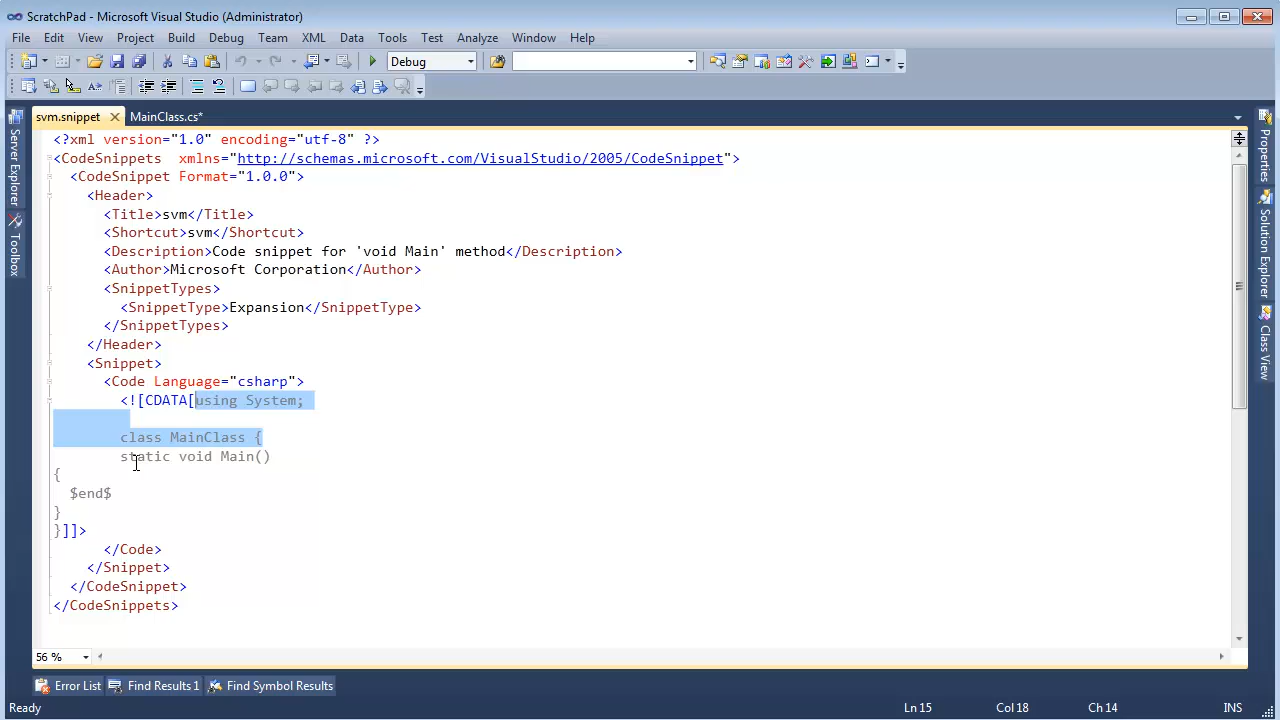 ScratchPad - Microsoft Visual Studio (Administrator)
File Edit View Project Build Debug Team XML Data Tools Test Analyze Window Help
Debug
svm.snippet MainClass.cs*
<?xml version="1.0" encoding="utf-8" ?>
<CodeSnippets  xmlns="http://schemas.microsoft.com/VisualStudio/2005/CodeSnippet">
<CodeSnippet Format="1.0.0">
<Header>
<Title>svm</Title>
<Shortcut>svm</Shortcut>
<Description>Code snippet for 'void Main' method</Description>
<Author>Microsoft Corporation</Author>
<SnippetTypes>
<SnippetType>Expansion</SnippetType>
</SnippetTypes>
</Header>
<Snippet>
<Code Language="csharp">
<![CDATA[using System;
class MainClass {
static void Main()
{
$end$
}
}]]>
</Code>
</Snippet>
</CodeSnippet>
</CodeSnippets>
56 %
Server Explorer
Toolbox
Properties
Solution Explorer
Class View
Error List Find Results 1 Find Symbol Results
Ready Ln 15 Col 18 Ch 14 INS